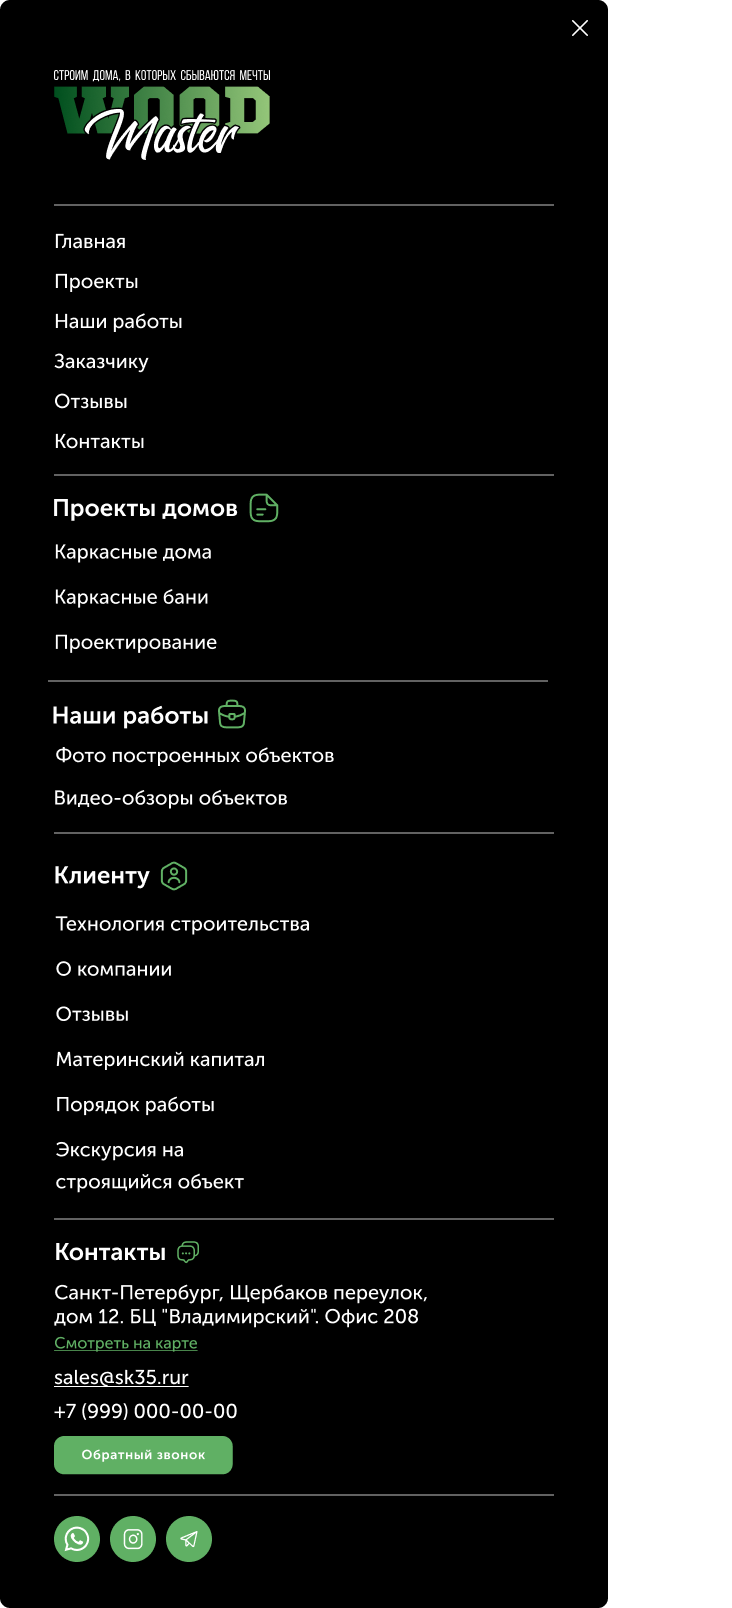 СТРОИМ ДОМА, В КОТОРЫХ СБЫВАЮТСЯ МЕЧТЫ
WOOD
Master
Главная
Проекты
Наши работы
Заказчику
Отзывы
Контакты
Проекты домов
Каркасные дома
Каркасные бани
Проектирование
Наши работы
Фото построенных объектов
Видео-обзоры объектов
Клиенту
Технология строительства
О компании
Отзывы
Материнский капитал
Порядок работы
Экскурсия на
строящийся объект
Контакты
Санкт-Петербург, Щербаков переулок,
дом 12. БЦ "Владимирский". Офис 208
Смотреть на карте
sales@sk35.rur
+7 (999) 000-00-00
Обратный звонок